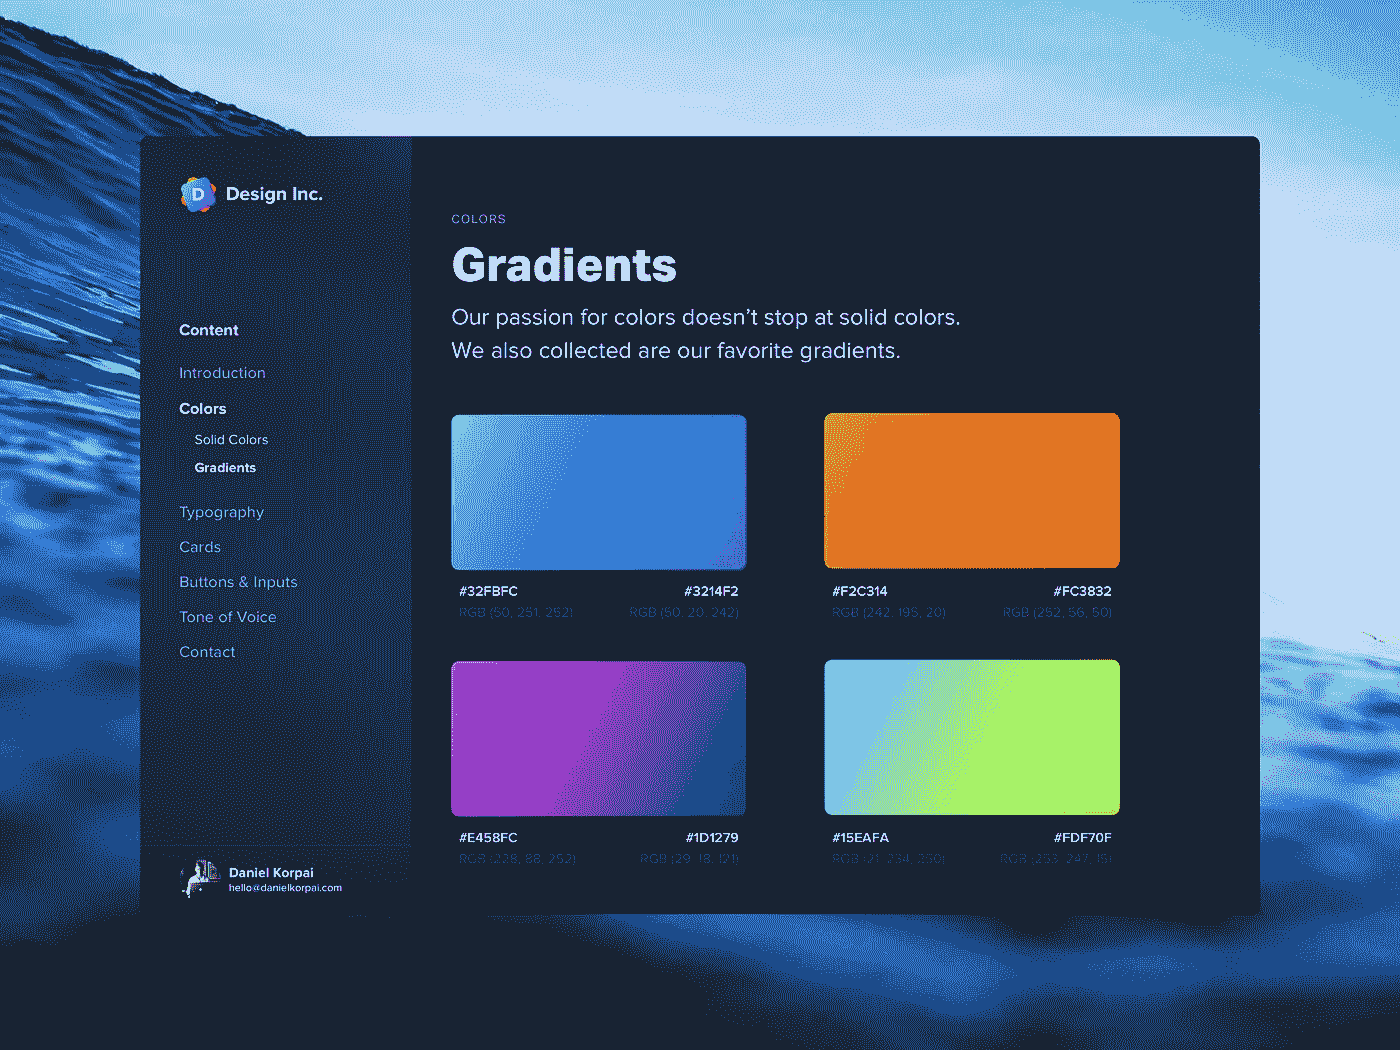 D
Design Inc.
Content
Introduction
Colors
Solid Colors
Gradients
Typography
Cards
Buttons & Inputs
Tone of Voice
Contact
Daniel Korpai
hello@danielkorpai.com
COLORS
Gradients
Our passion for colors doesn’t stop at solid colors.
We also collected are our favorite gradients.
#32FBFC #3214F2
RGB (50, 251, 252) RGB (50, 20, 242)
#F2C314 #FC3832
RGB (242, 195, 20) RGB (252, 56, 50)
#E458FC #1D1279
RGB (228, 88, 252) RGB (29, 18, 121)
#15EAFA #FDF70F
RGB (21, 234, 250) RGB (253, 247, 15)